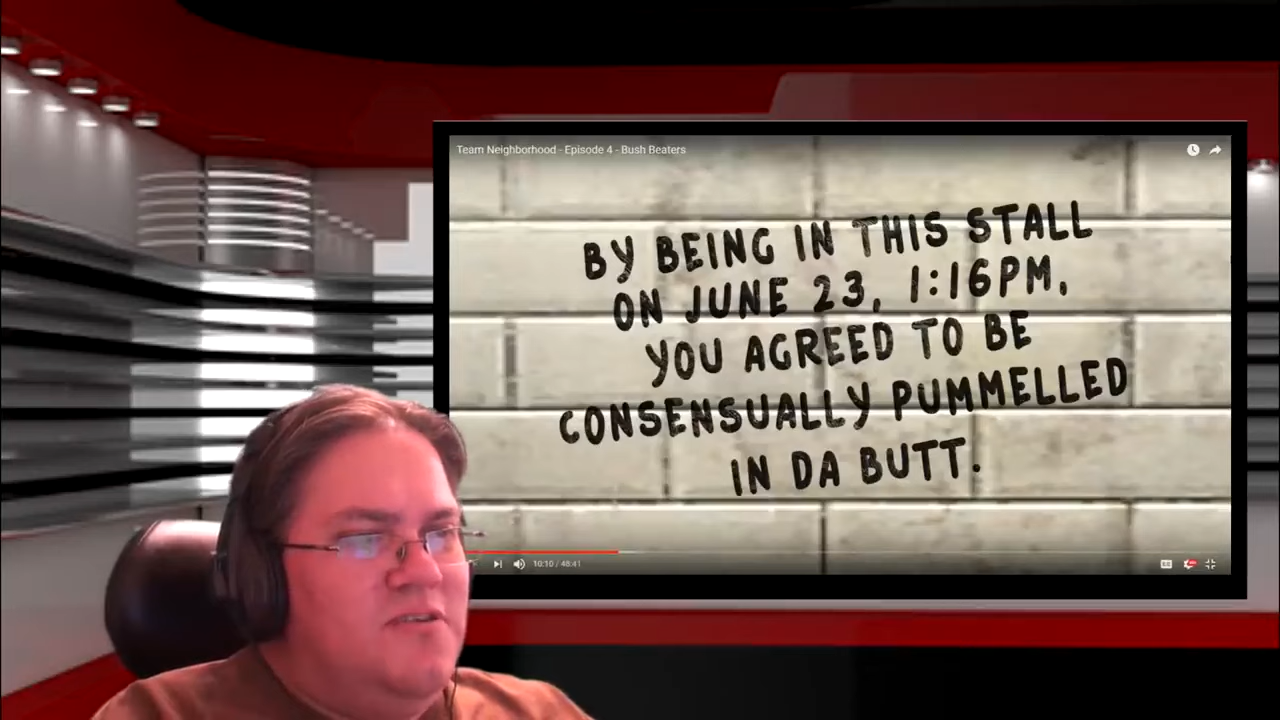 Team Neighborhood - Episode 4 - Bush Beaters
BY BEING IN THIS STALL
ON JUNE 23, 1:16PM,
YOU AGREED TO BE
CONSENSUALLY PUMMELLED
IN DA BUTT.
10:10 / 48:41